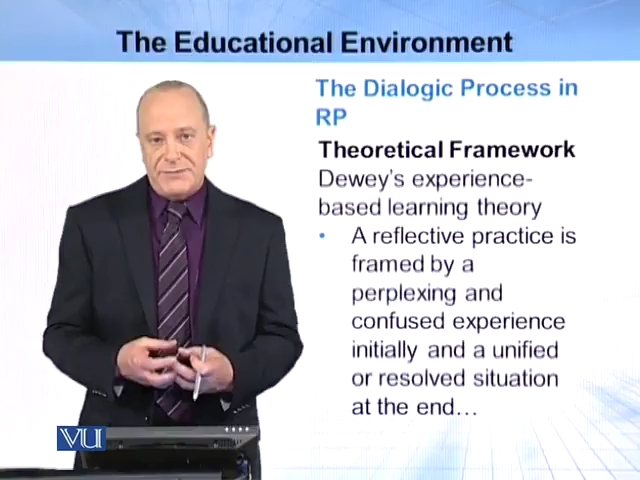 The Educational Environment
The Dialogic Process in
RP
Theoretical Framework
Dewey's experience-
based learning theory
• A reflective practice is
framed by a
perplexing and
confused experience
initially and a unified
or resolved situation
at the end…
VU